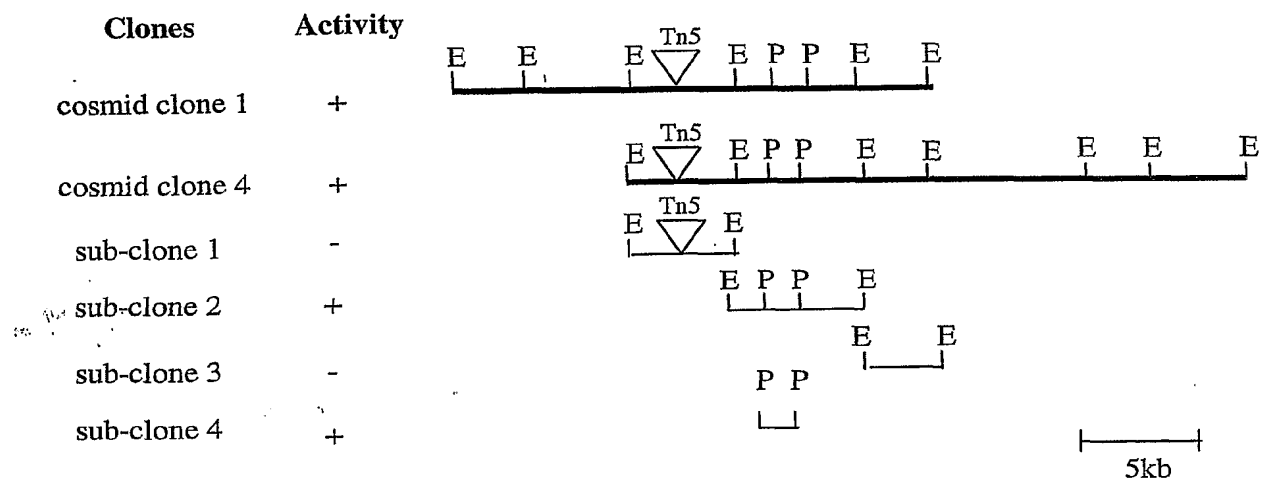 Clones Activity
Tn5
E E E E P P E E
cosmid clone 1 +
Tn5
E E P P E E E E E
cosmid clone 4 +
Tn5
E E
sub-clone 1 -
E P P E
sub-clone 2 +
E E
sub-clone 3 -
P P
sub-clone 4 +
5kb